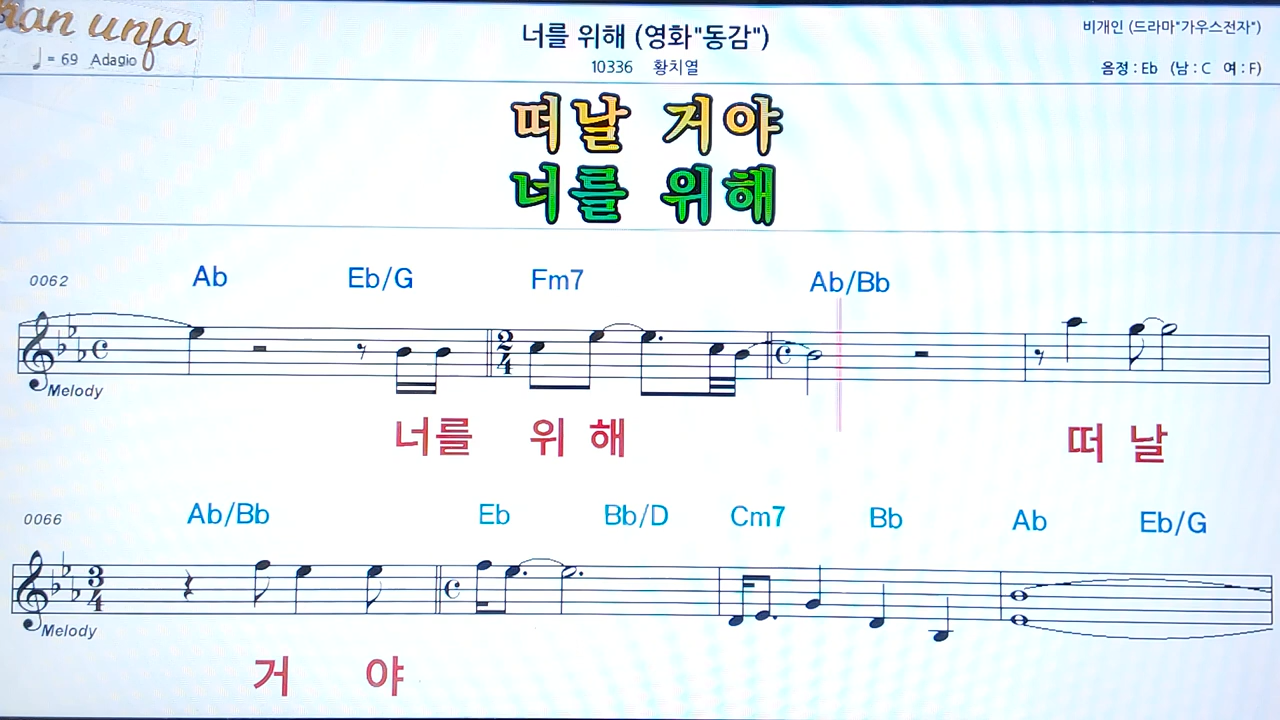 너를 위해 (영화"동감")
비개인 (드라마"가우스전자")
♩ = 69 Adagio
10336 황치열
음정 : Eb (남 : C 여 : F)
떠날 거야
너를 위해
0062 Ab Eb/G Fm7 Ab/Bb
Melody
너를 위 해 떠 날
0066 Ab/Bb Eb Bb/D Cm7 Bb Ab Eb/G
Melody
거 야